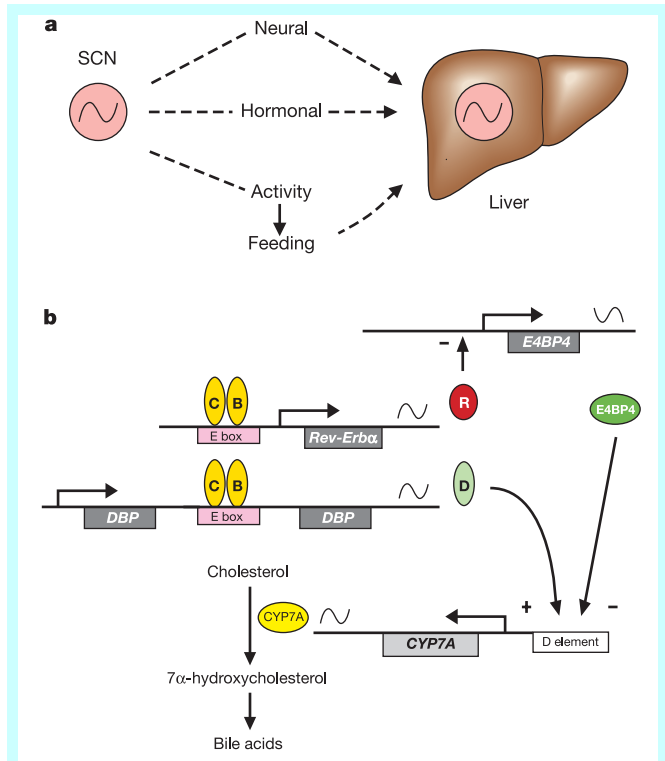 a
Neural
SCN
Hormonal
Activity
Liver
Feeding
b
–
E4BP4
C B
R
E4BP4
E box
Rev-Erbα
C B
D
DBP
E box
DBP
Cholesterol
+ –
CYP7A
CYP7A
D element
7α-hydroxycholesterol
Bile acids